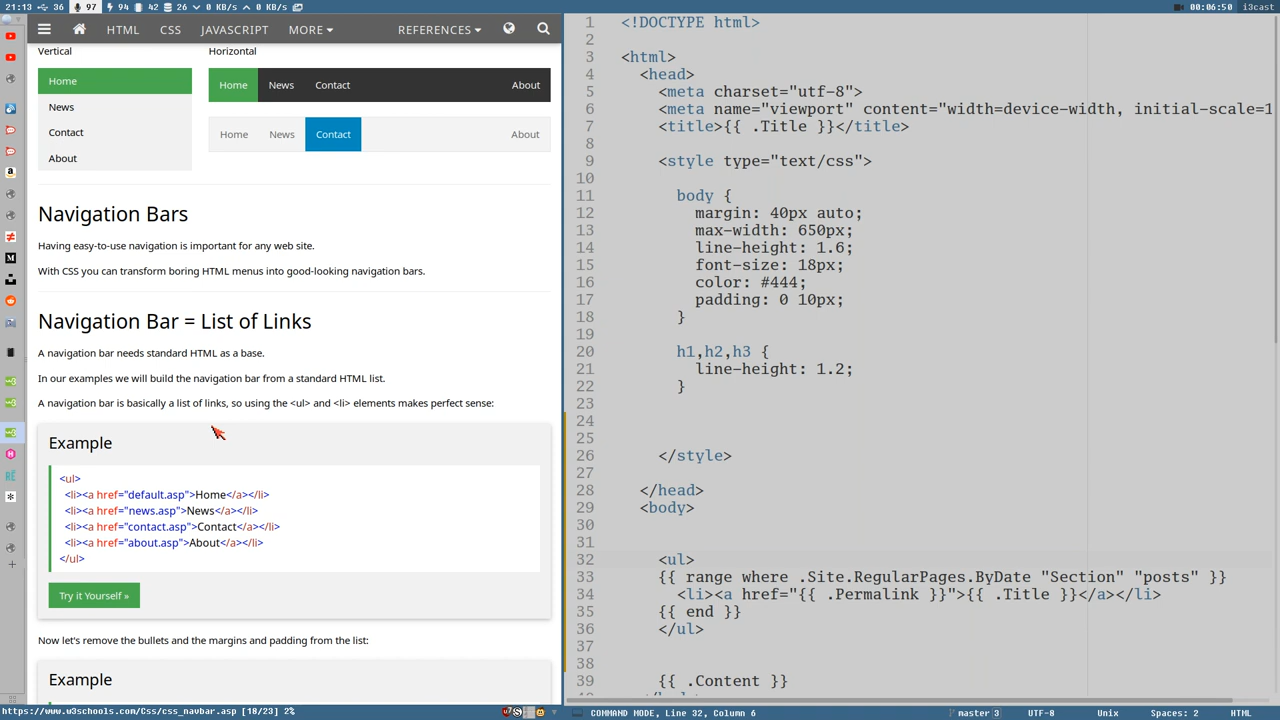 21:13 36 97 94 42 26 0 KB/s 0 KB/s
00:06:50 i3cast
HTML CSS JAVASCRIPT MORE REFERENCES
Vertical
Horizontal
Home
News
Contact
About
Home News Contact About
Home News Contact About
Navigation Bars
Having easy-to-use navigation is important for any web site.
With CSS you can transform boring HTML menus into good-looking navigation bars.
Navigation Bar = List of Links
A navigation bar needs standard HTML as a base.
In our examples we will build the navigation bar from a standard HTML list.
A navigation bar is basically a list of links, so using the <ul> and <li> elements makes perfect sense:
Example
<ul>
<li><a href="default.asp">Home</a></li>
<li><a href="news.asp">News</a></li>
<li><a href="contact.asp">Contact</a></li>
<li><a href="about.asp">About</a></li>
</ul>
Try it Yourself »
Now let's remove the bullets and the margins and padding from the list:
Example
https://www.w3schools.com/Css/css_navbar.asp [18/23] 2%
1 <!DOCTYPE html>
2
3 <html>
4 <head>
5 <meta charset="utf-8">
6 <meta name="viewport" content="width=device-width, initial-scale=1
7 <title>{{ .Title }}</title>
8
9 <style type="text/css">
10
11 body {
12 margin: 40px auto;
13 max-width: 650px;
14 line-height: 1.6;
15 font-size: 18px;
16 color: #444;
17 padding: 0 10px;
18 }
19
20 h1,h2,h3 {
21 line-height: 1.2;
22 }
23
24
25
26 </style>
27
28 </head>
29 <body>
30
31
32 <ul>
33 {{ range where .Site.RegularPages.ByDate "Section" "posts" }}
34 <li><a href="{{ .Permalink }}">{{ .Title }}</a></li>
35 {{ end }}
36 </ul>
37
38
39 {{ .Content }}
COMMAND MODE, Line 32, Column 6 master 3 UTF-8 Unix Spaces: 2 HTML